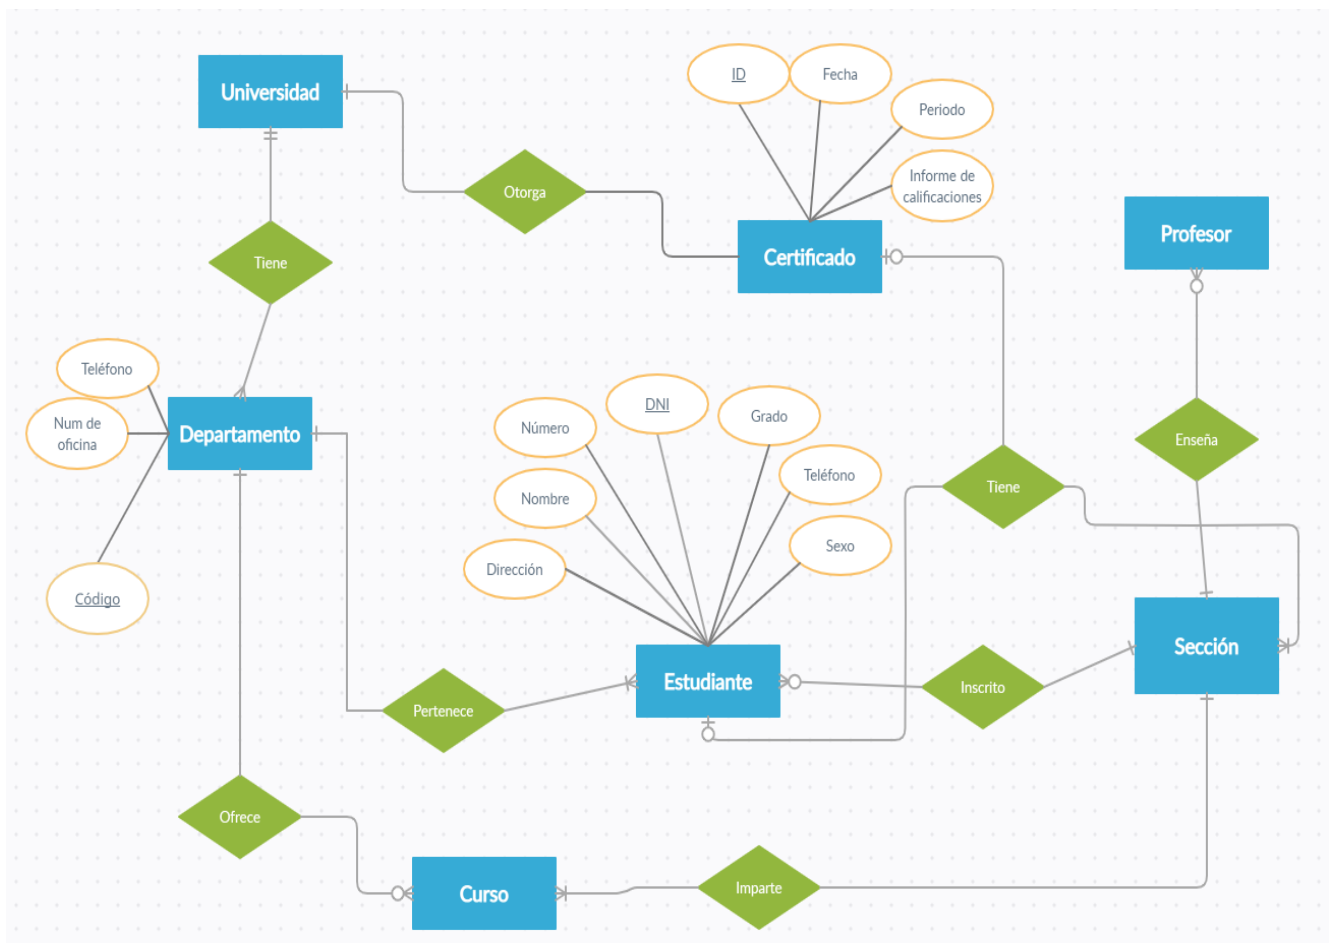 Universidad
ID
Fecha
Periodo
Informe de
calificaciones
Otorga
Certificado
Profesor
Tiene
Teléfono
Num de
oficina
Departamento
Código
Número
DNI
Grado
Nombre
Teléfono
Dirección
Sexo
Enseña
Tiene
Sección
Estudiante
Inscrito
Pertenece
Ofrece
Curso
Imparte